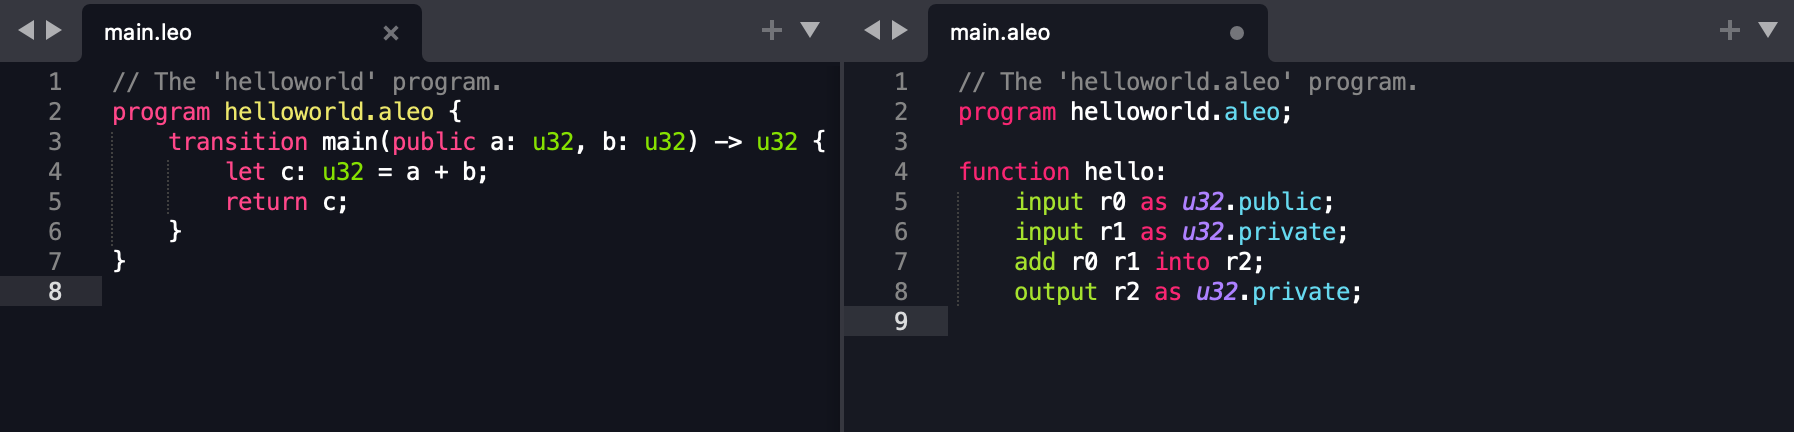 main.leo
1 // The 'helloworld' program.
2 program helloworld.aleo {
3     transition main(public a: u32, b: u32) -> u32 {
4         let c: u32 = a + b;
5         return c;
6     }
7 }
8
main.aleo
1 // The 'helloworld.aleo' program.
2 program helloworld.aleo;
3
4 function hello:
5     input r0 as u32.public;
6     input r1 as u32.private;
7     add r0 r1 into r2;
8     output r2 as u32.private;
9